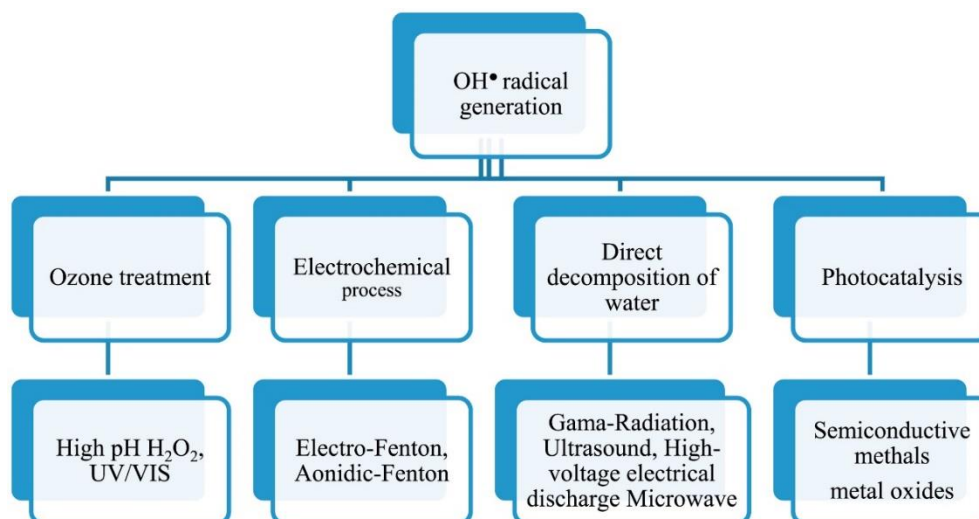 OH• radical
generation
Ozone treatment
Electrochemical
process
Direct
decomposition of
water
Photocatalysis
High pH H₂O₂,
UV/VIS
Electro-Fenton,
Aonidic-Fenton
Gama-Radiation,
Ultrasound, High-
voltage electrical
discharge Microwave
Semiconductive
methals
metal oxides